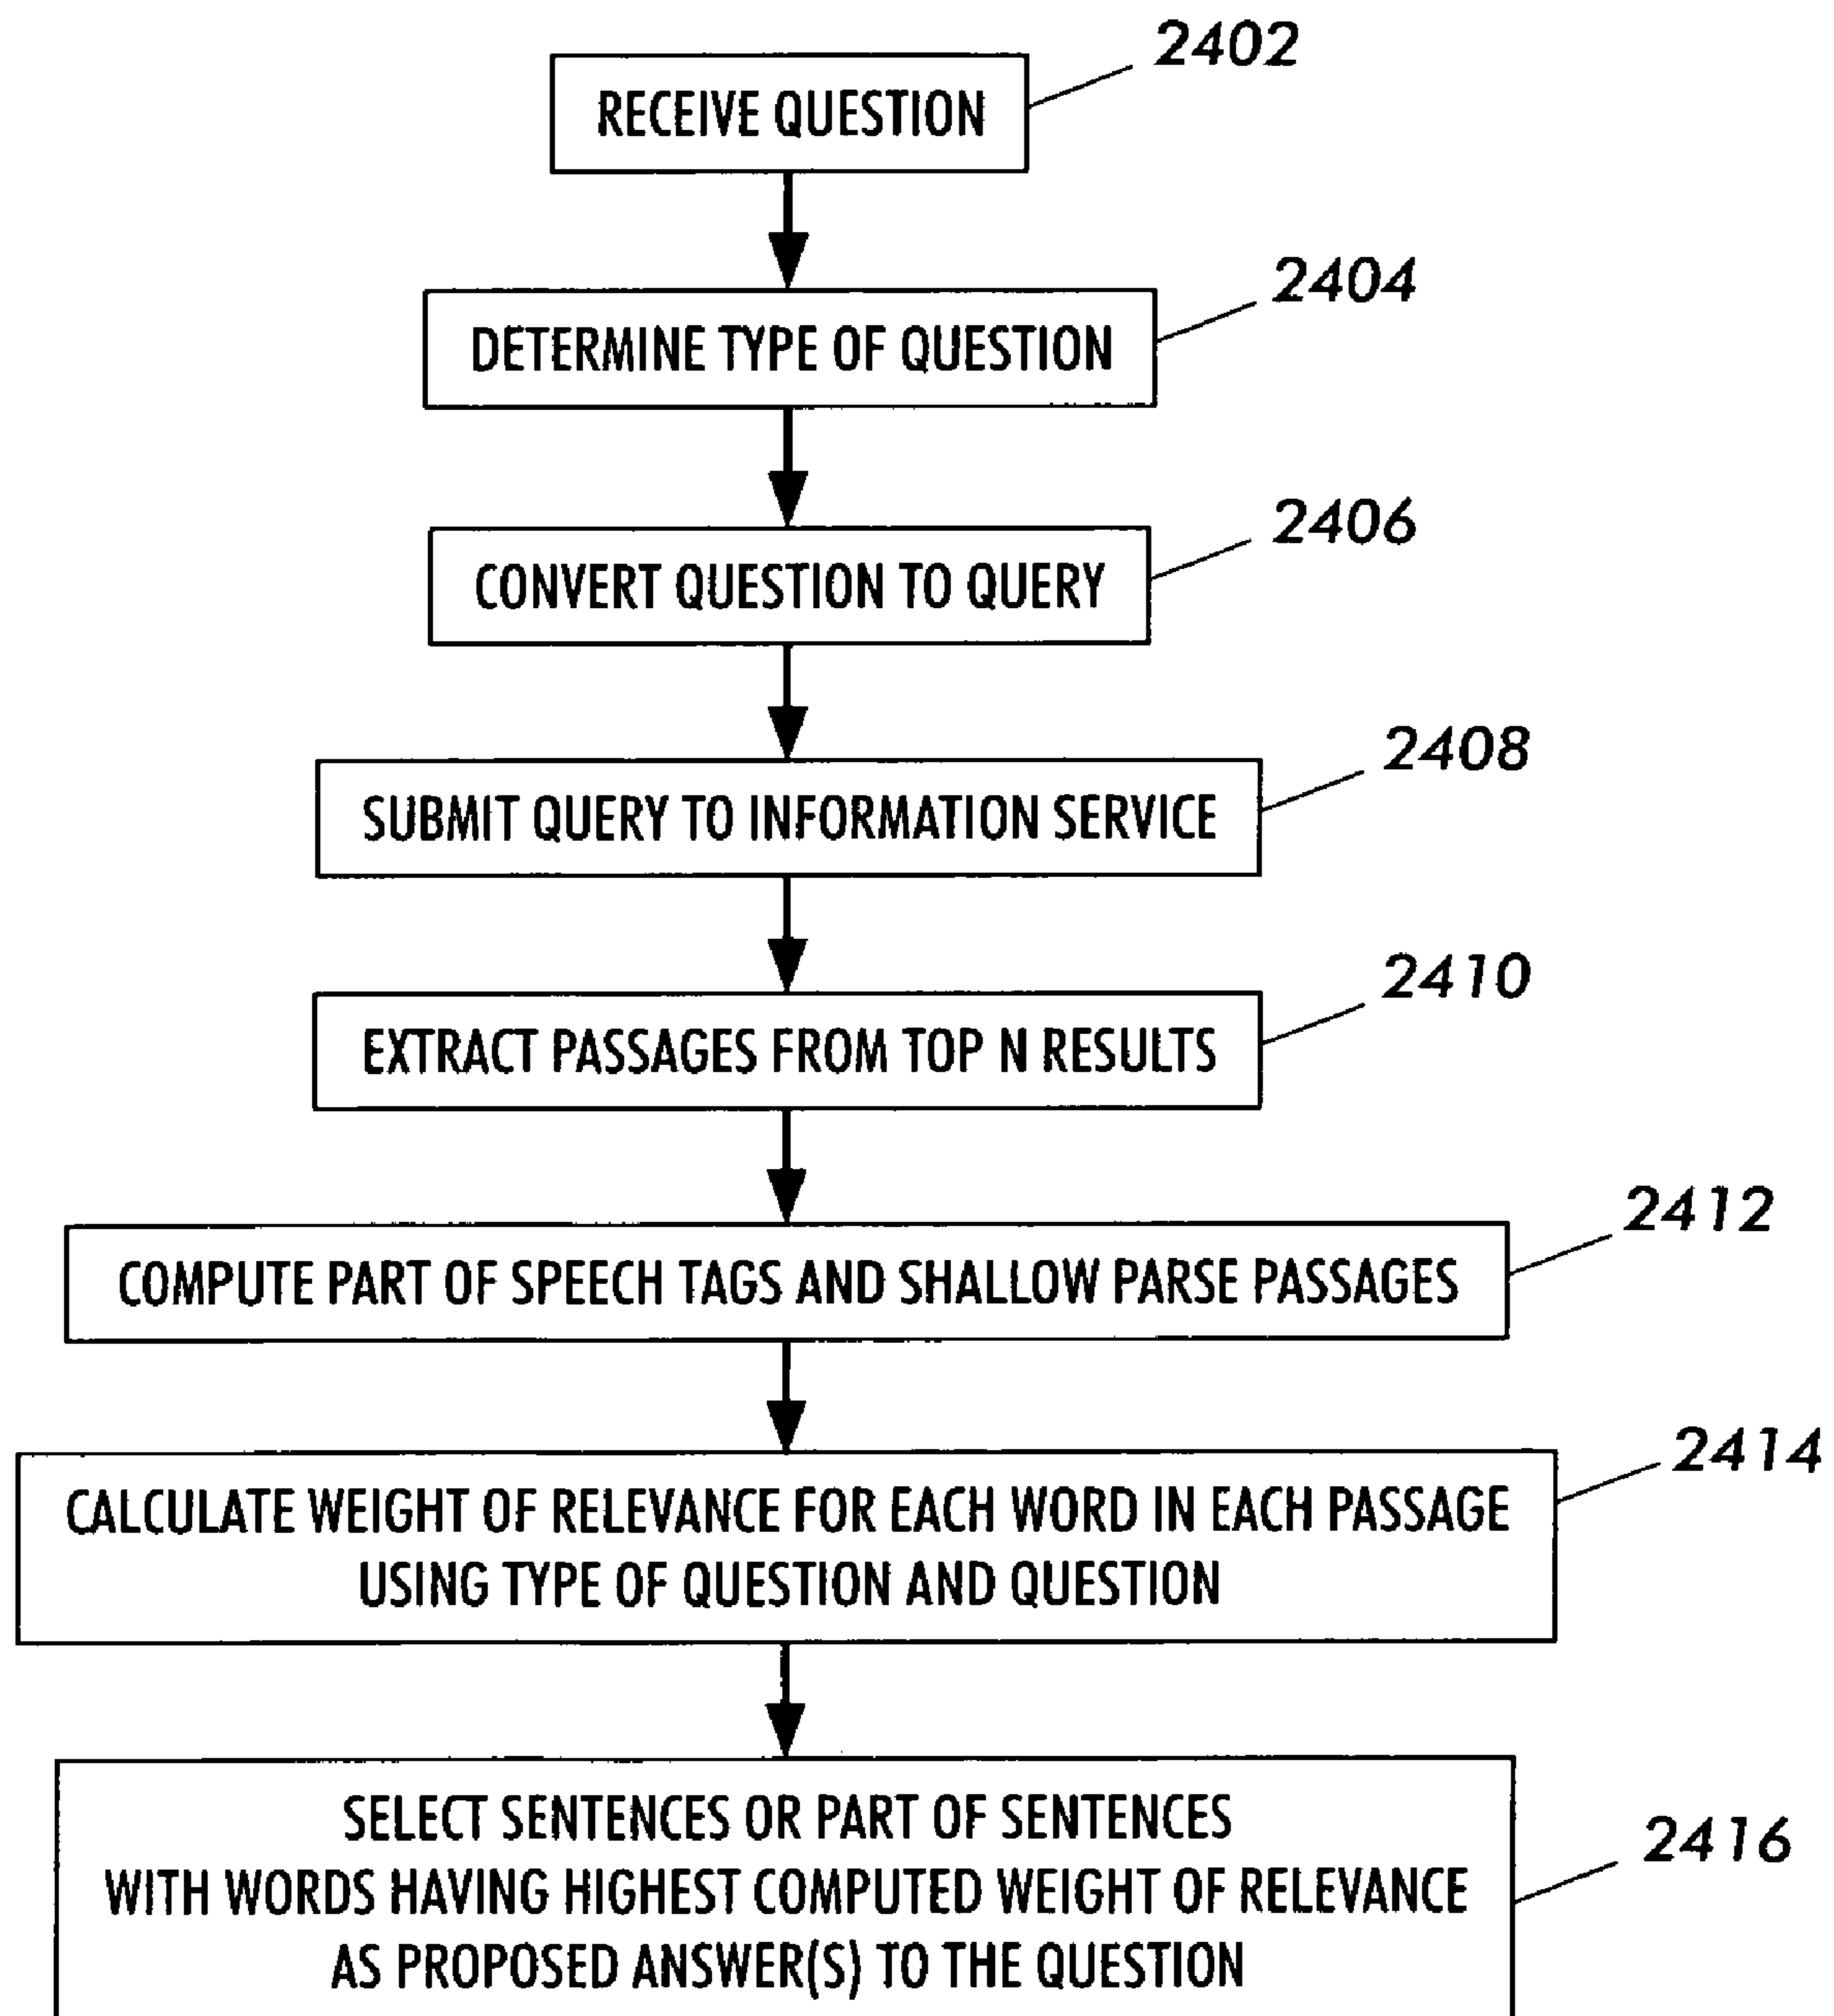 2402
RECEIVE QUESTION
2404
DETERMINE TYPE OF QUESTION
2406
CONVERT QUESTION TO QUERY
2408
SUBMIT QUERY TO INFORMATION SERVICE
2410
EXTRACT PASSAGES FROM TOP N RESULTS
2412
COMPUTE PART OF SPEECH TAGS AND SHALLOW PARSE PASSAGES
2414
CALCULATE WEIGHT OF RELEVANCE FOR EACH WORD IN EACH PASSAGE
USING TYPE OF QUESTION AND QUESTION
2416
SELECT SENTENCES OR PART OF SENTENCES
WITH WORDS HAVING HIGHEST COMPUTED WEIGHT OF RELEVANCE
AS PROPOSED ANSWER(S) TO THE QUESTION